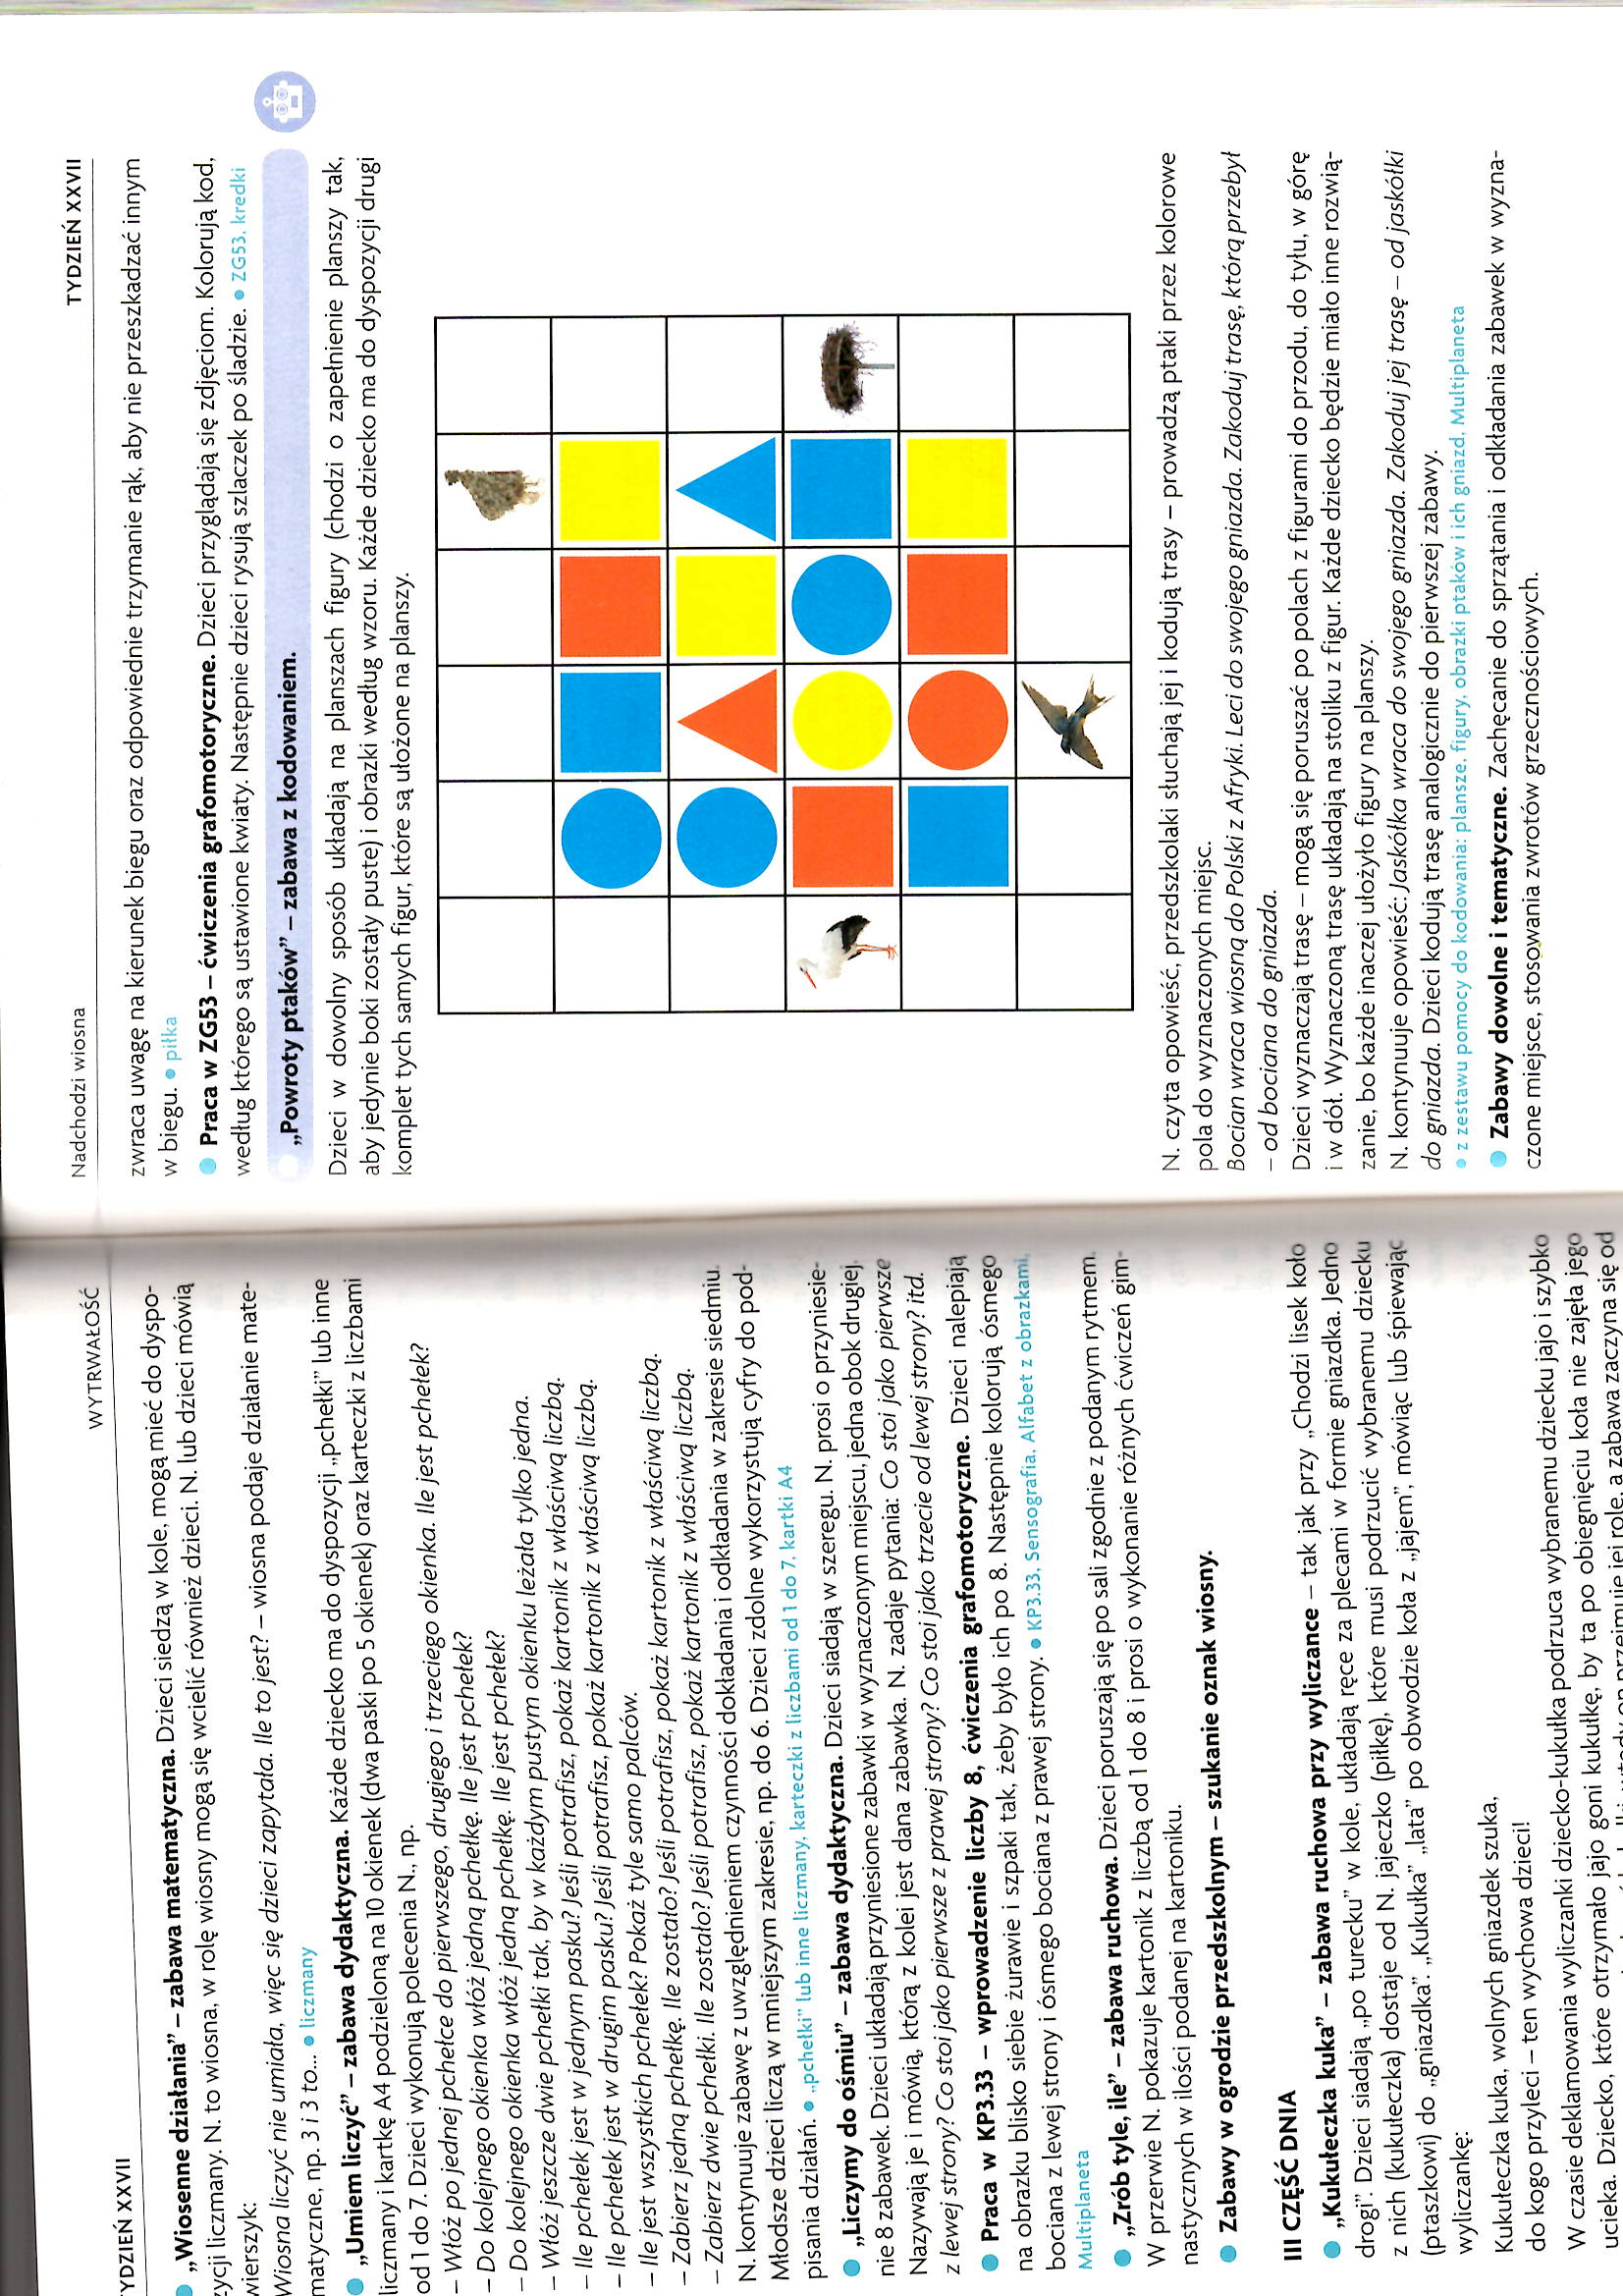 TYDZIEŃ XXVII
WYTRWAŁOŚĆ
„Wiosenne działania” – zabawa matematyczna. Dzieci siedzą w kole, mogą mieć do dyspo-
zycji liczmany. N. to wiosna, w rolę wiosny mogą się wcielić również dzieci. N. lub dzieci mówią
wierszyk:
Wiosna liczyć nie umiała, więc się dzieci zapytała. Ile to jest? – wiosna podaje działanie mate-
matyczne, np. 3 i 3 to... • liczmany
• „Umiem liczyć” – zabawa dydaktyczna. Każde dziecko ma do dyspozycji „pchełki” lub inne
liczmany i kartkę A4 podzieloną na 10 okienek (dwa paski po 5 okienek) oraz karteczki z liczbami
od 1 do 7. Dzieci wykonują polecenia N., np.
– Włóż po jednej pchełce do pierwszego, drugiego i trzeciego okienka. Ile jest pchełek?
– Do kolejnego okienka włóż jedną pchełkę. Ile jest pchełek?
– Do kolejnego okienka włóż jedną pchełkę. Ile jest pchełek?
– Włóż jeszcze dwie pchełki tak, by w każdym pustym okienku leżała tylko jedna.
– Ile pchełek jest w jednym pasku? Jeśli potrafisz, pokaż kartonik z właściwą liczbą.
– Ile pchełek jest w drugim pasku? Jeśli potrafisz, pokaż kartonik z właściwą liczbą.
– Ile jest wszystkich pchełek? Pokaż tyle samo palców.
– Zabierz jedną pchełkę. Ile zostało? Jeśli potrafisz, pokaż kartonik z właściwą liczbą.
– Zabierz dwie pchełki. Ile zostało? Jeśli potrafisz, pokaż kartonik z właściwą liczbą.
N. kontynuuje zabawę z uwzględnieniem czynności dokładania i odkładania w zakresie siedmiu.
Młodsze dzieci liczą w mniejszym zakresie, np. do 6. Dzieci zdolne wykorzystują cyfry do pod-
pisania działań. • „pchełki” lub inne liczmany, karteczki z liczbami od 1 do 7, kartki A4
• „Liczymy do ośmiu” – zabawa dydaktyczna. Dzieci siadają w szeregu. N. prosi o przyniesie-
nie 8 zabawek. Dzieci układają przyniesione zabawki w wyznaczonym miejscu, jedna obok drugiej.
Nazywają je i mówią, którą z kolei jest dana zabawka. N. zadaje pytania: Co stoi jako pierwsze
z lewej strony? Co stoi jako pierwsze z prawej strony? Co stoi jako trzecie od lewej strony? itd.
• Praca w KP3.33 – wprowadzenie liczby 8, ćwiczenia grafomotoryczne. Dzieci nalepiają
na obrazku blisko siebie żurawie i szpaki tak, żeby było ich po 8. Następnie kolorują ósmego
bociana z lewej strony i ósmego bociana z prawej strony. • KP3.33, Sensografia, Alfabet z obrazkami,
Multiplaneta
• „Zrób tyle, ile” – zabawa ruchowa. Dzieci poruszają się po sali zgodnie z podanym rytmem.
W przerwie N. pokazuje kartonik z liczbą od 1 do 8 i prosi o wykonanie różnych ćwiczeń gim-
nastycznych w ilości podanej na kartoniku.
• Zabawy w ogrodzie przedszkolnym – szukanie oznak wiosny.
III CZĘŚĆ DNIA
• „Kukułeczka kuka” – zabawa ruchowa przy wyliczance – tak jak przy „Chodzi lisek koło
drogi”. Dzieci siadają „po turecku” w kole, układają ręce za plecami w formie gniazdka. Jedno
z nich (kukułeczka) dostaje od N. jajeczko (piłkę), które musi podrzucić wybranemu dziecku
(ptaszkowi) do „gniazdka”. „Kukułka” „lata” po obwodzie koła z „jajem”, mówiąc lub śpiewając
wyliczankę:
Kukułeczka kuka, wolnych gniazdek szuka,
do kogo przyleci – ten wychowa dzieci!
W czasie deklamowania wyliczanki dziecko-kukułka podrzuca wybranemu dziecku jajo i szybko
ucieka. Dziecko, które otrzymało jajo goni kukułkę, by ta po obiegnięciu koła nie zajęła jego
przejmuje jej rolę, a zabawa zaczyna się od
Nadchodzi wiosna
TYDZIEŃ XXVII
zwraca uwagę na kierunek biegu oraz odpowiednie trzymanie rąk, aby nie przeszkadzać innym
w biegu. • piłka
• Praca w ZG53 – ćwiczenia grafomotoryczne. Dzieci przyglądają się zdjęciom. Kolorują kod,
według którego są ustawione kwiaty. Następnie dzieci rysują szlaczek po śladzie. • ZG53, kredki
„Powroty ptaków” – zabawa z kodowaniem.
Dzieci w dowolny sposób układają na planszach figury (chodzi o zapełnienie planszy tak,
aby jedynie boki zostały puste) i obrazki według wzoru. Każde dziecko ma do dyspozycji drugi
komplet tych samych figur, które są ułożone na planszy.
N. czyta opowieść, przedszkolaki słuchają jej i kodują trasy – prowadzą ptaki przez kolorowe
pola do wyznaczonych miejsc.
Bocian wraca wiosną do Polski z Afryki. Leci do swojego gniazda. Zakoduj trasę, którą przebył
– od bociana do gniazda.
Dzieci wyznaczają trasę – mogą się poruszać po polach z figurami do przodu, do tyłu, w górę
i w dół. Wyznaczoną trasę układają na stoliku z figur. Każde dziecko będzie miało inne rozwią-
zanie, bo każde inaczej ułożyło figury na planszy.
N. kontynuuje opowieść: Jaskółka wraca do swojego gniazda. Zakoduj jej trasę – od jaskółki
do gniazda. Dzieci kodują trasę analogicznie do pierwszej zabawy.
• z zestawu pomocy do kodowania: plansze, figury, obrazki ptaków i ich gniazd, Multiplaneta
• Zabawy dowolne i tematyczne. Zachęcanie do sprzątania i odkładania zabawek w wyzna-
czone miejsce, stosowania zwrotów grzecznościowych.